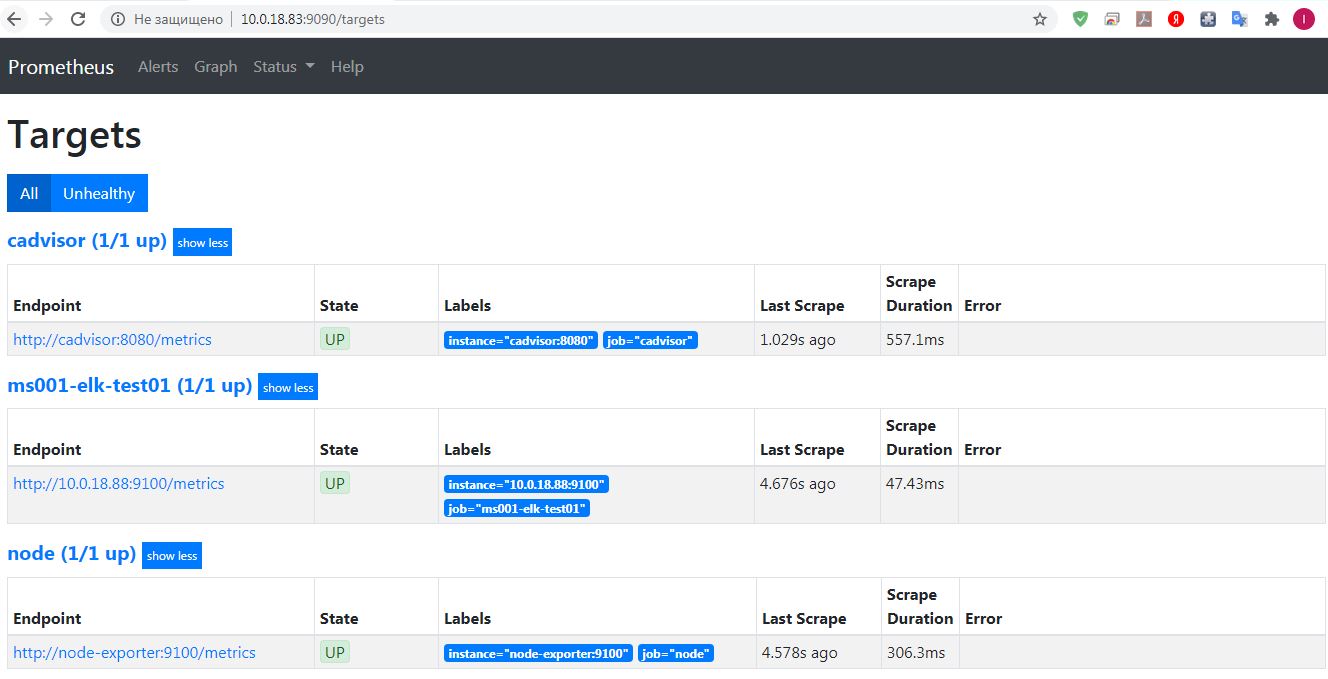 Не защищено | 10.0.18.83:9090/targets
Prometheus Alerts Graph Status Help
Targets
All Unhealthy
cadvisor (1/1 up) show less
Endpoint State Labels Last Scrape Scrape Duration Error
http://cadvisor:8080/metrics UP instance="cadvisor:8080" job="cadvisor" 1.029s ago 557.1ms
ms001-elk-test01 (1/1 up) show less
Endpoint State Labels Last Scrape Scrape Duration Error
http://10.0.18.88:9100/metrics UP instance="10.0.18.88:9100" 4.676s ago 47.43ms
job="ms001-elk-test01"
node (1/1 up) show less
Endpoint State Labels Last Scrape Scrape Duration Error
http://node-exporter:9100/metrics UP instance="node-exporter:9100" job="node" 4.578s ago 306.3ms